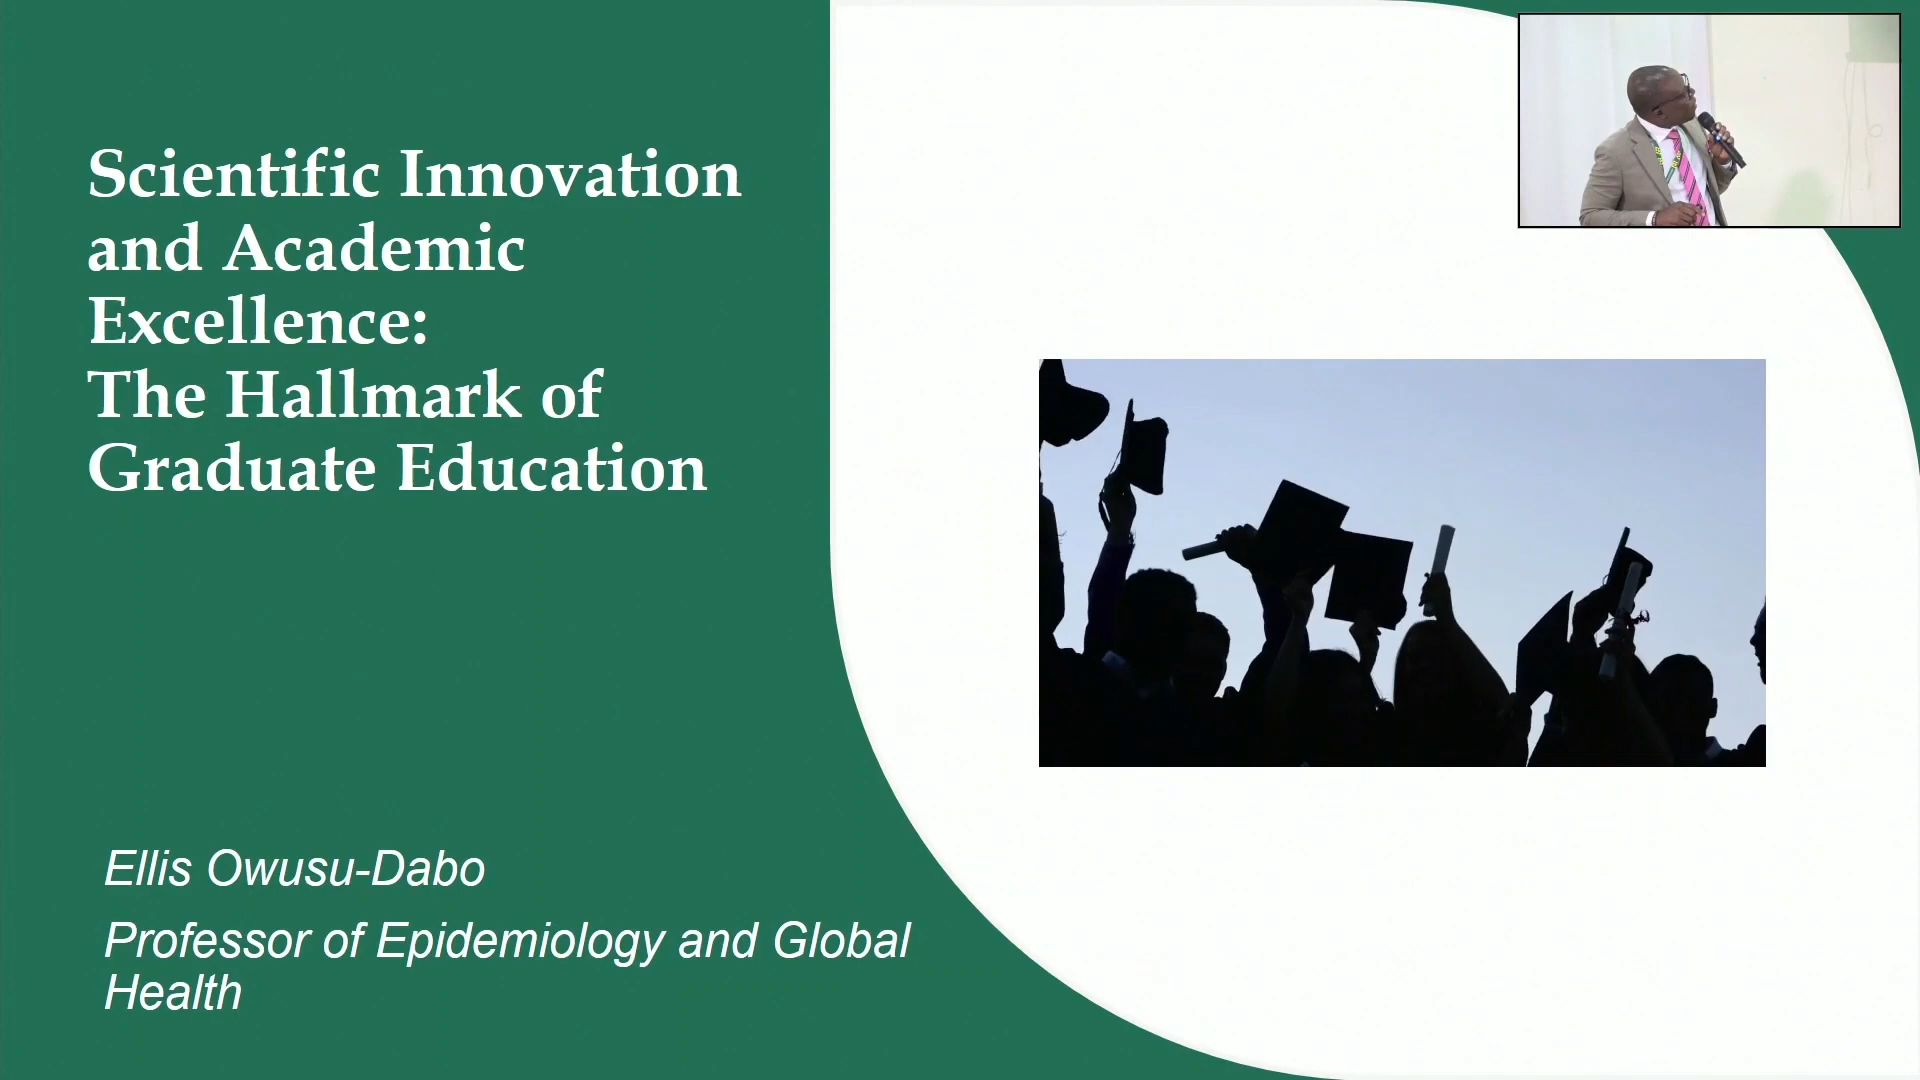 Scientific Innovation
and Academic
Excellence:
The Hallmark of
Graduate Education
Ellis Owusu-Dabo
Professor of Epidemiology and Global
Health